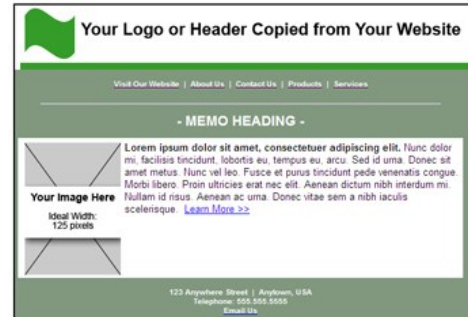 Your Logo or Header Copied from Your Website
Visit Our Website | About Us | Contact Us | Products | Services
- MEMO HEADING -
Your Image Here
Ideal Width:
125 pixels
Lorem ipsum dolor sit amet, consectetuer adipiscing elit. Nunc dolor
mi, facilisis tincidunt, lobortis eu, tempus eu, arcu. Sed id urna. Donec sit
amet metus. Nunc vel leo. Fusce et purus tincidunt pede venenatis congue.
Morbi libero. Proin ultricies erat nec elit. Aenean dictum nibh interdum mi.
Nullam id risus. Aenean ac urna. Donec vitae sem a nibh iaculis
scelerisque. Learn More >>
123 Anywhere Street | Anytown, USA
Telephone: 555.555.5555
Email Us